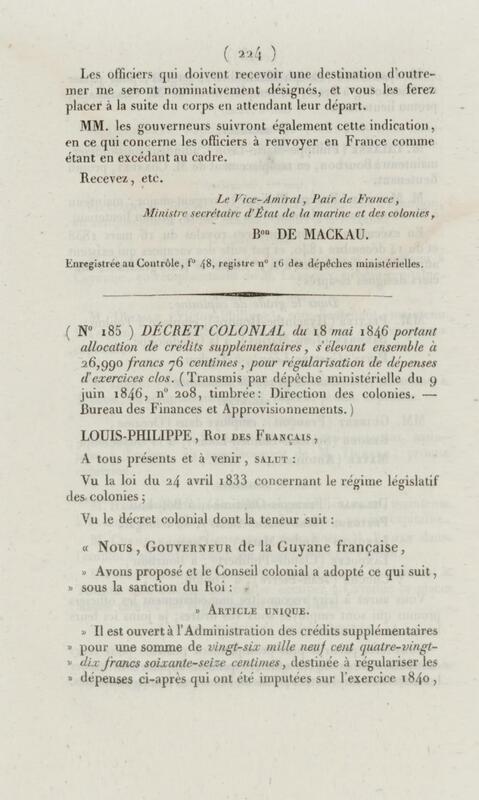 ( 224 )
Les officiers qui doivent recevoir une destination d'outre-
mer me seront nominativement désignés, et vous les ferez
placer à la suite du corps en attendant leur départ.
MM. les gouverneurs suivront également cette indication,
en ce qui concerne les officiers à renvoyer en France comme
étant en excédant au cadre.
Recevez, etc.
Le Vice-Amiral, Pair de France,
Ministre secrétaire d'État de la marine et des colonies,
Bon DE MACKAU.
Enregistrée au Contrôle, fo 48, registre no 16 des dépêches ministérielles.
( No 185 ) DÉCRET COLONIAL du 18 mai 1846 portant
allocation de crédits supplémentaires, s'élevant ensemble à
26,990 francs 76 centimes, pour régularisation de dépenses
d'exercices clos. (Transmis par dépêche ministérielle du 9
juin 1846, no 208, timbrée: Direction des colonies. —
Bureau des Finances et Approvisionnements.)
LOUIS-PHILIPPE, Roi des Français,
A tous présents et à venir, salut :
Vu la loi du 24 avril 1833 concernant le régime législatif
des colonies ;
Vu le décret colonial dont la teneur suit :
« Nous, Gouverneur de la Guyane française,
» Avons proposé et le Conseil colonial a adopté ce qui suit,
» sous la sanction du Roi :
» Article unique.
» Il est ouvert à l'Administration des crédits supplémentaires
» pour une somme de vingt-six mille neuf cent quatre-vingt-
» dix francs soixante-seize centimes, destinée à régulariser les
» dépenses ci-après qui ont été imputées sur l'exercice 1840,